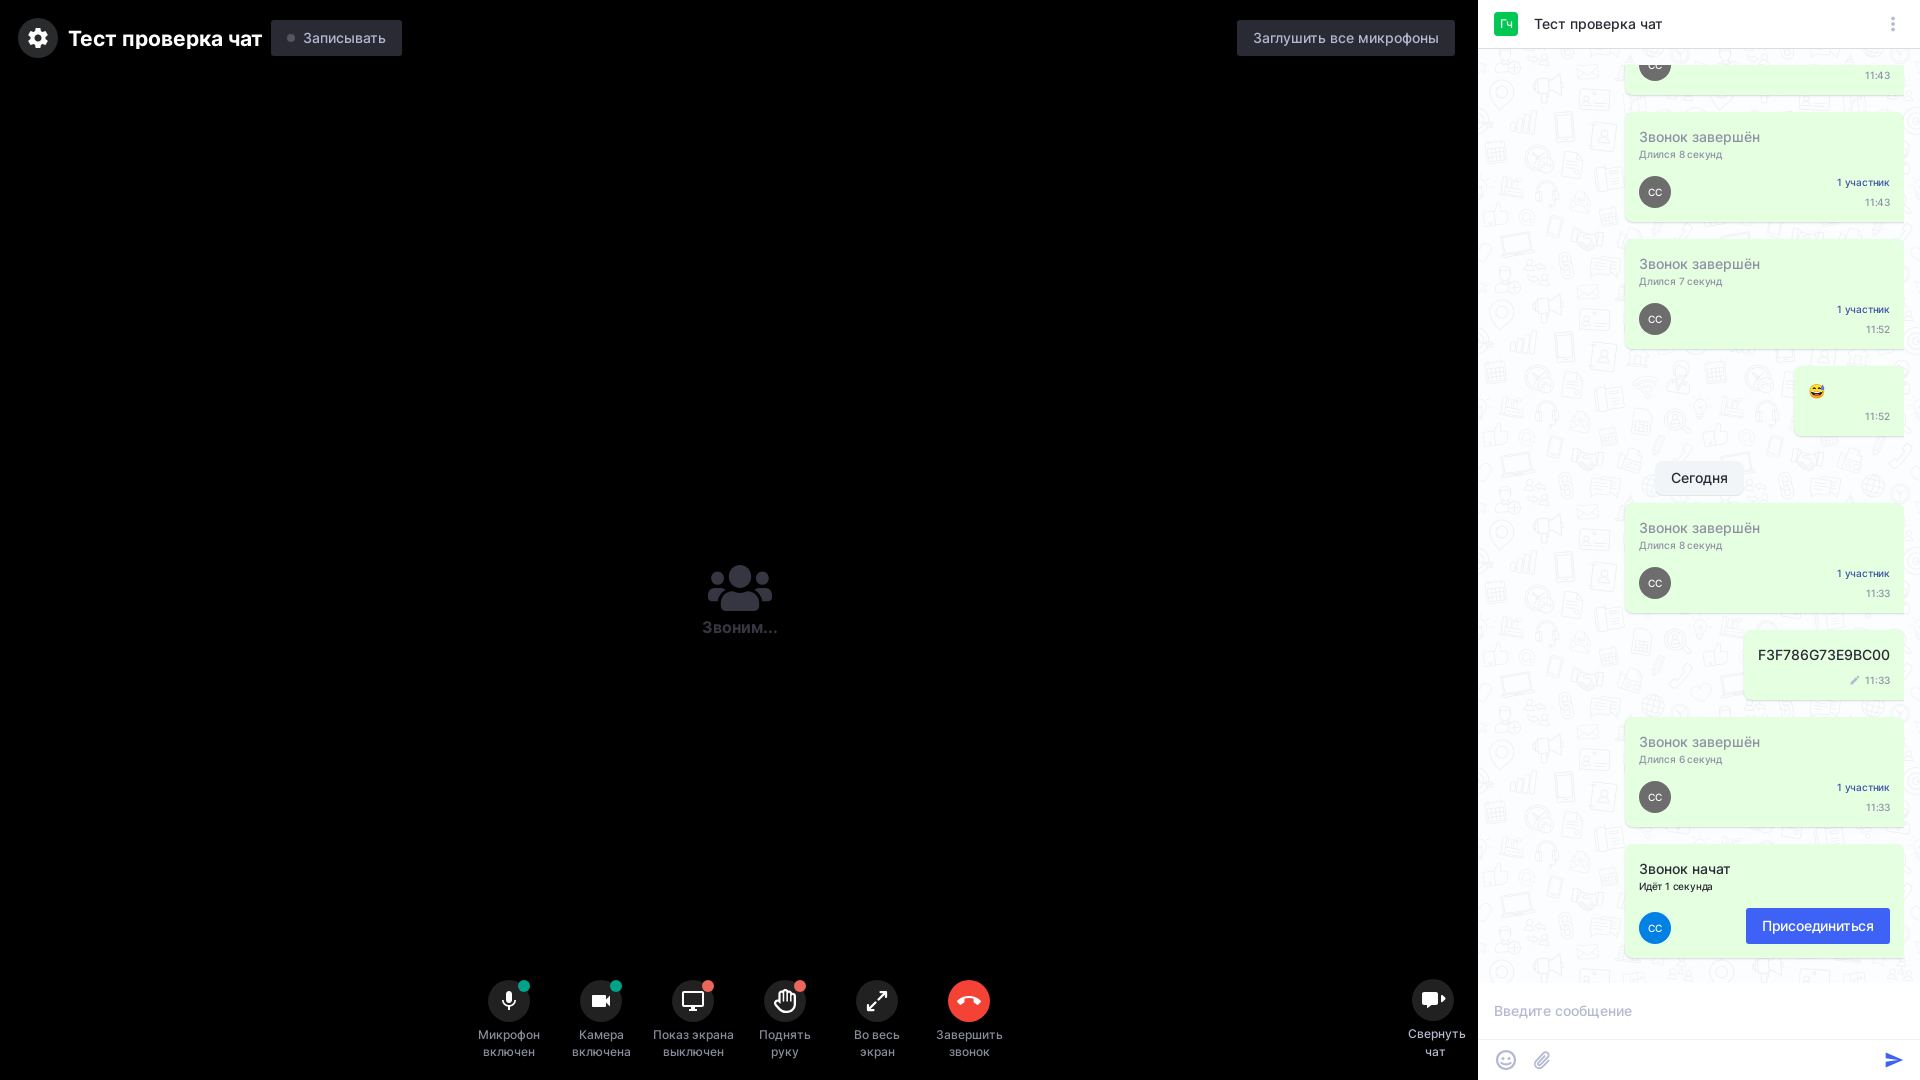 Тест проверка чат
Записывать
Заглушить все микрофоны
Звоним...
Микрофон
включен
Камера
включена
Показ экрана
выключен
Поднять
руку
Во весь
экран
Завершить
звонок
Свернуть
чат
Гч
Тест проверка чат
СС
11:43
Звонок завершён
Длился 8 секунд
1 участник
СС
11:43
Звонок завершён
Длился 7 секунд
1 участник
СС
11:52
11:52
Сегодня
Звонок завершён
Длился 8 секунд
1 участник
СС
11:33
F3F786G73E9BC00
11:33
Звонок завершён
Длился 6 секунд
1 участник
СС
11:33
Звонок начат
Идёт 1 секунда
СС
Присоединиться
Введите сообщение